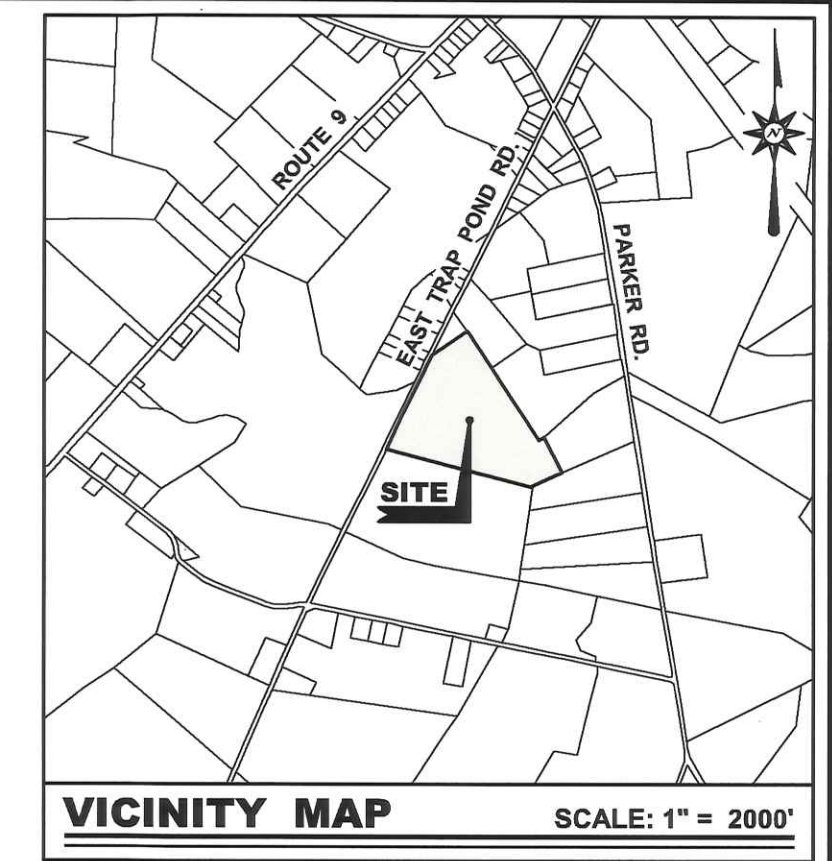 ROUTE 9
EAST TRAP POND RD.
PARKER RD.
N
SITE
VICINITY MAP
SCALE: 1" = 2000'